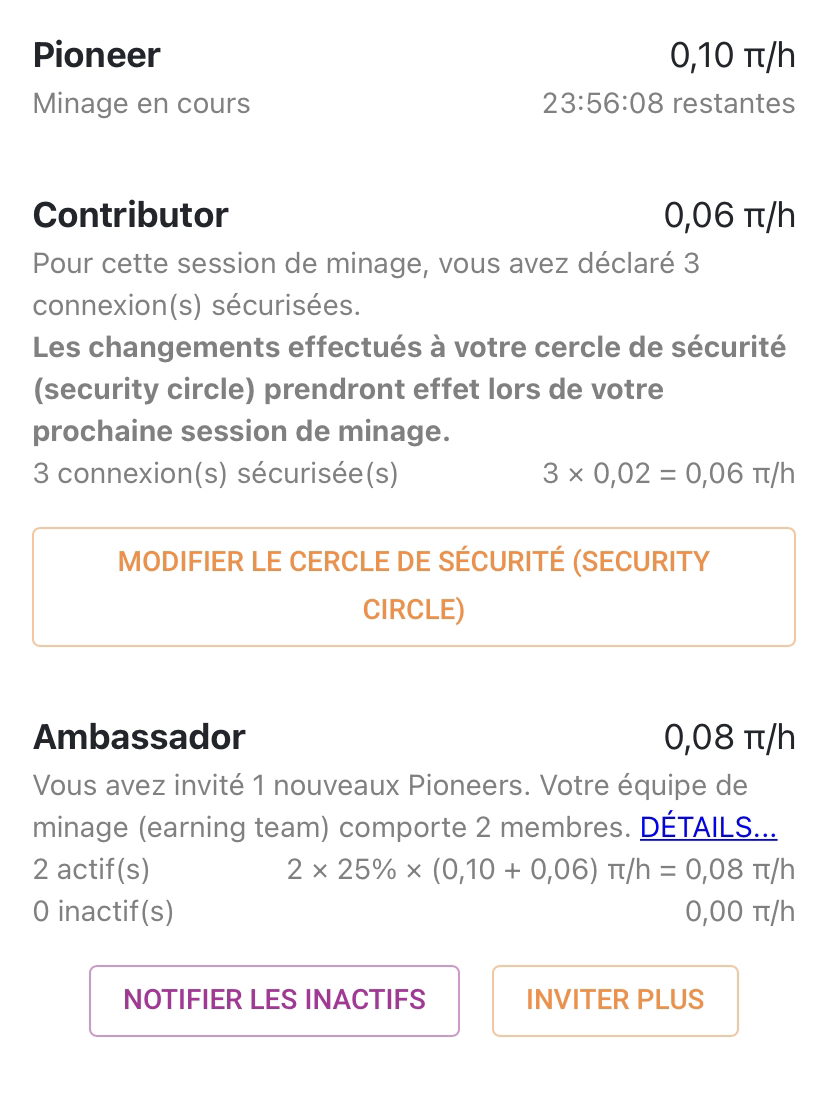 Pioneer 0,10 π/h
Minage en cours 23:56:08 restantes
Contributor 0,06 π/h
Pour cette session de minage, vous avez déclaré 3
connexion(s) sécurisées.
Les changements effectués à votre cercle de sécurité
(security circle) prendront effet lors de votre
prochaine session de minage.
3 connexion(s) sécurisée(s) 3 × 0,02 = 0,06 π/h
MODIFIER LE CERCLE DE SÉCURITÉ (SECURITY
CIRCLE)
Ambassador 0,08 π/h
Vous avez invité 1 nouveaux Pioneers. Votre équipe de
minage (earning team) comporte 2 membres. DÉTAILS...
2 actif(s) 2 × 25% × (0,10 + 0,06) π/h = 0,08 π/h
0 inactif(s) 0,00 π/h
NOTIFIER LES INACTIFS INVITER PLUS